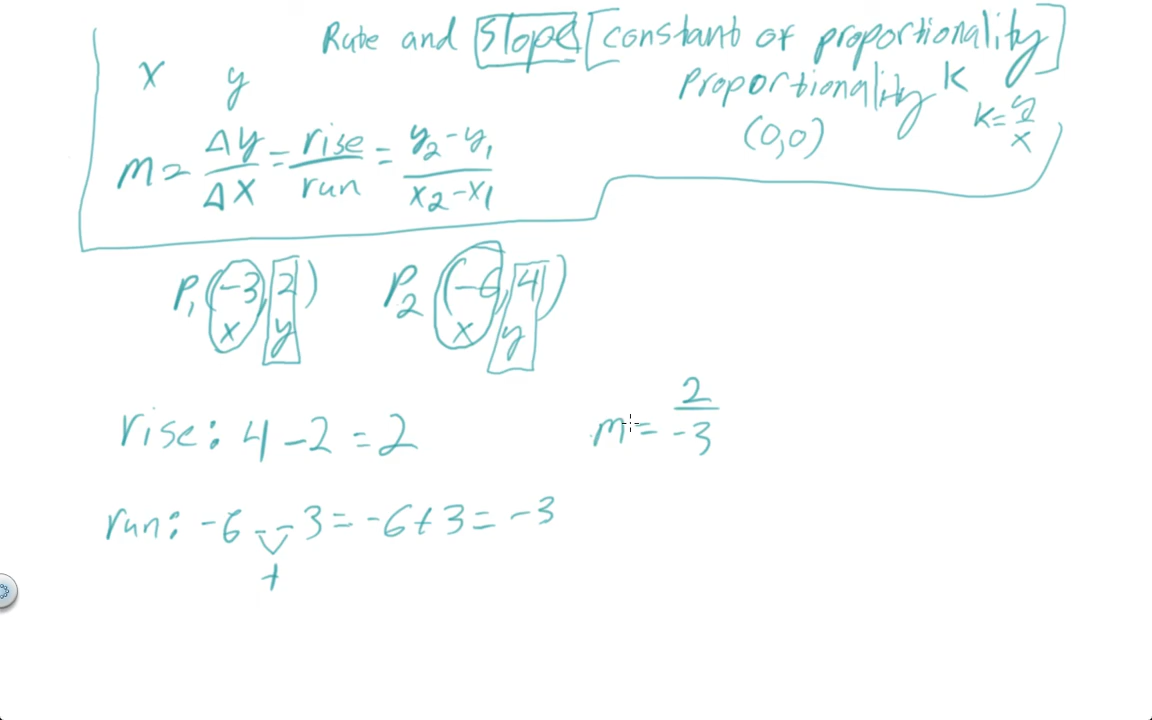 Rate and Slope [constant of proportionality]
x y Proportionality k
(0,0) k = y/x
m = Δy/Δx = rise/run = y₂-y₁/x₂-x₁
P₁(-3, 2) P₂(-6, 4)
x y x y
rise: 4 - 2 = 2 m = 2/-3
run: -6 - -3 = -6 + 3 = -3
+